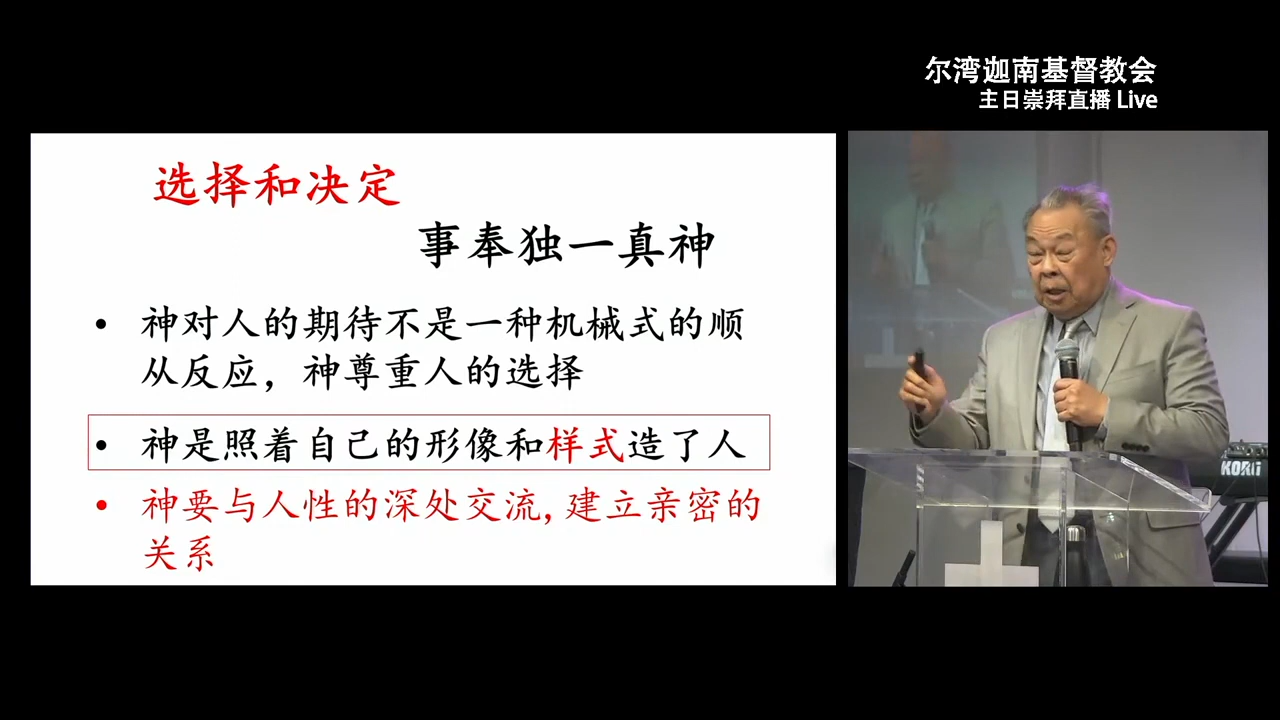 尔湾迦南基督教会
主日崇拜直播 Live
选择和决定
事奉独一真神
• 神对人的期待不是一种机械式的顺
从反应，神尊重人的选择
• 神是照着自己的形像和样式造了人
• 神要与人性的深处交流, 建立亲密的
关系
KORG